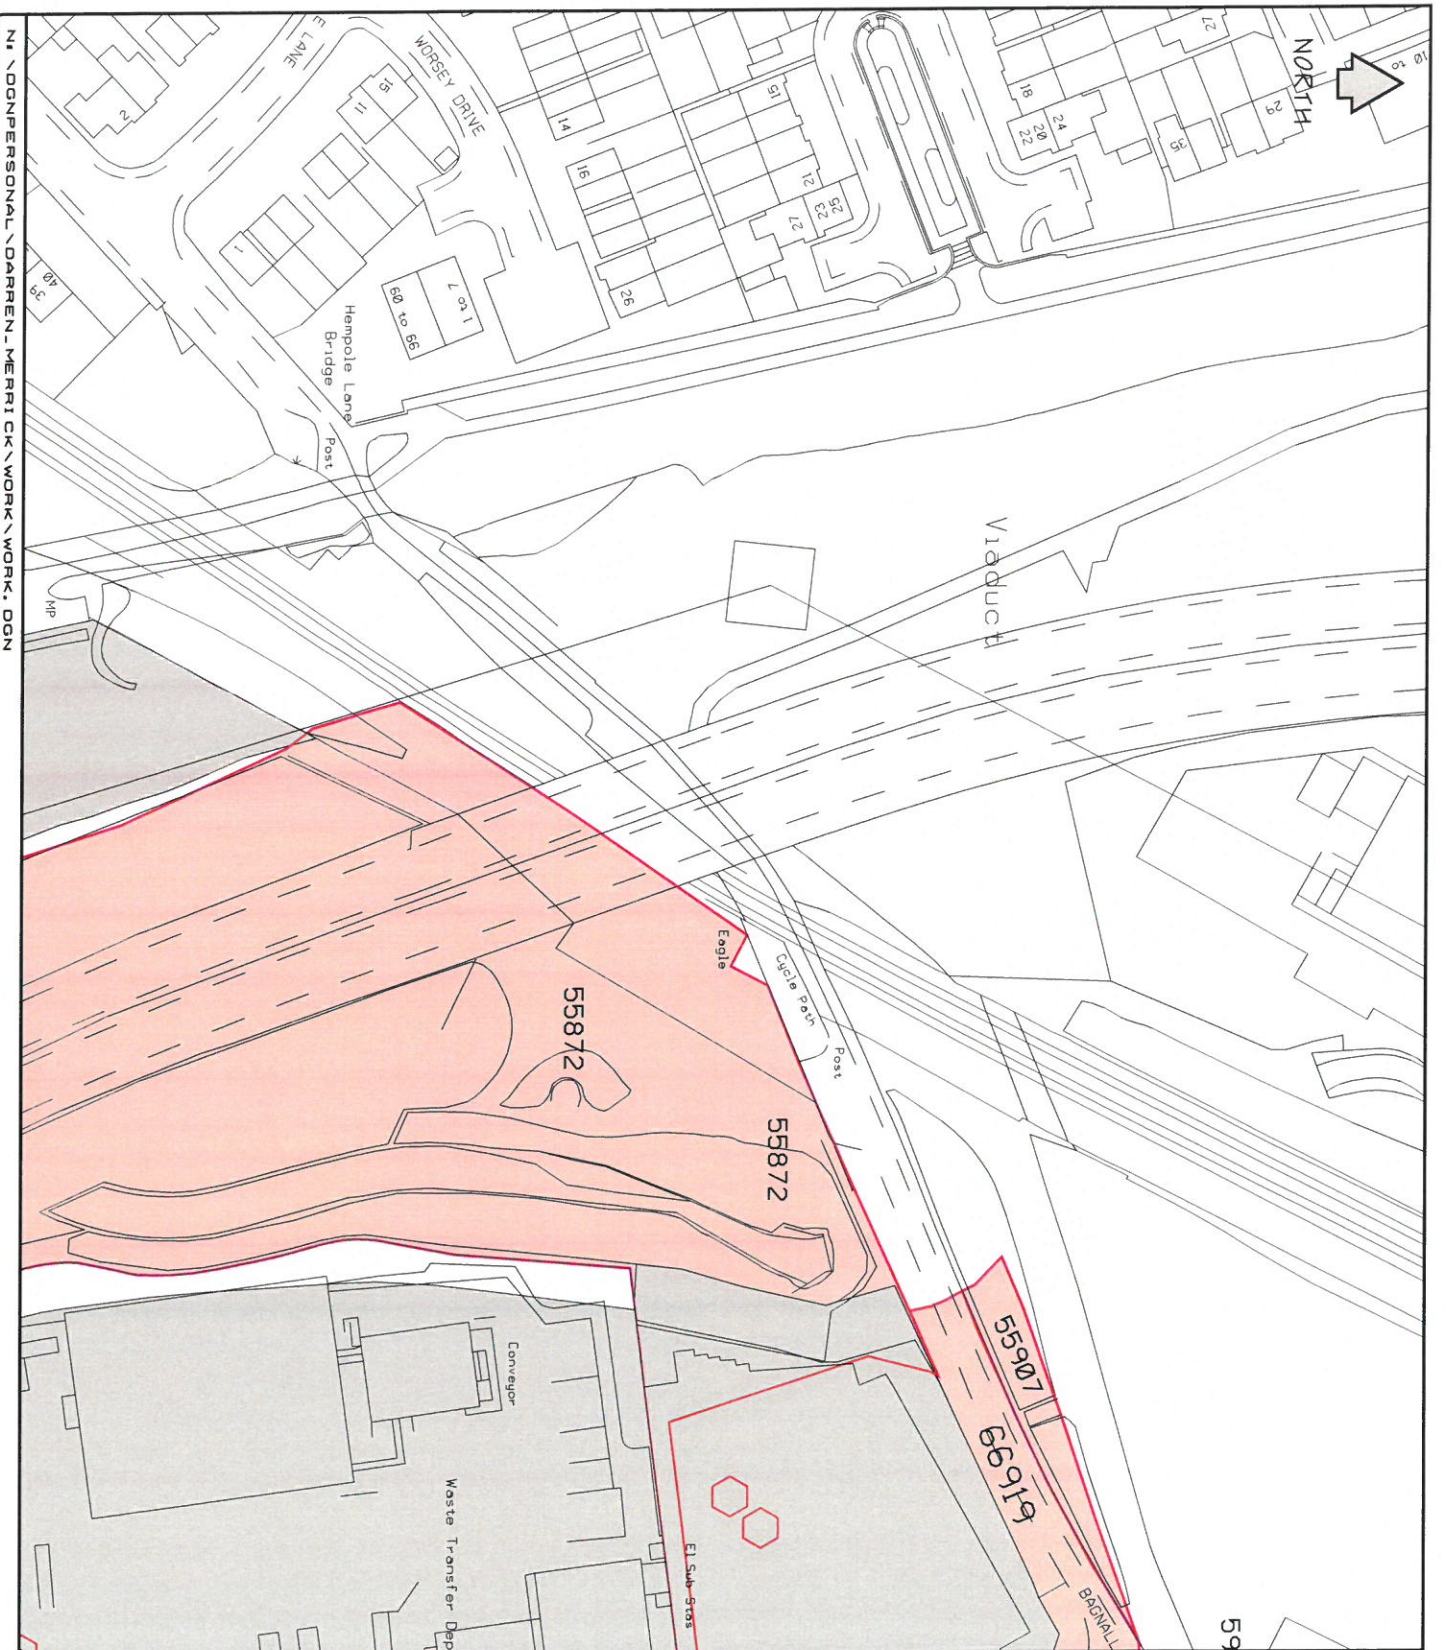 NORTH
10 to
27
29
35
18
20
22
24
15
21
23
25
27
WORSEY DRIVE
E LANE
14
16
26
15
11
2
1
1 to 7
60 to 66
39
40
Hempole Lane
Bridge
Post
MP
Viaduct
Eagle
Cycle Path
Post
55872
55872
55907
66919
BAGNALL
59
Conveyor
Waste Transfer Dep
El Sub Stas
N: \DGNPERSONAL\DARREN_MERRICK\WORK\WORK.DGN